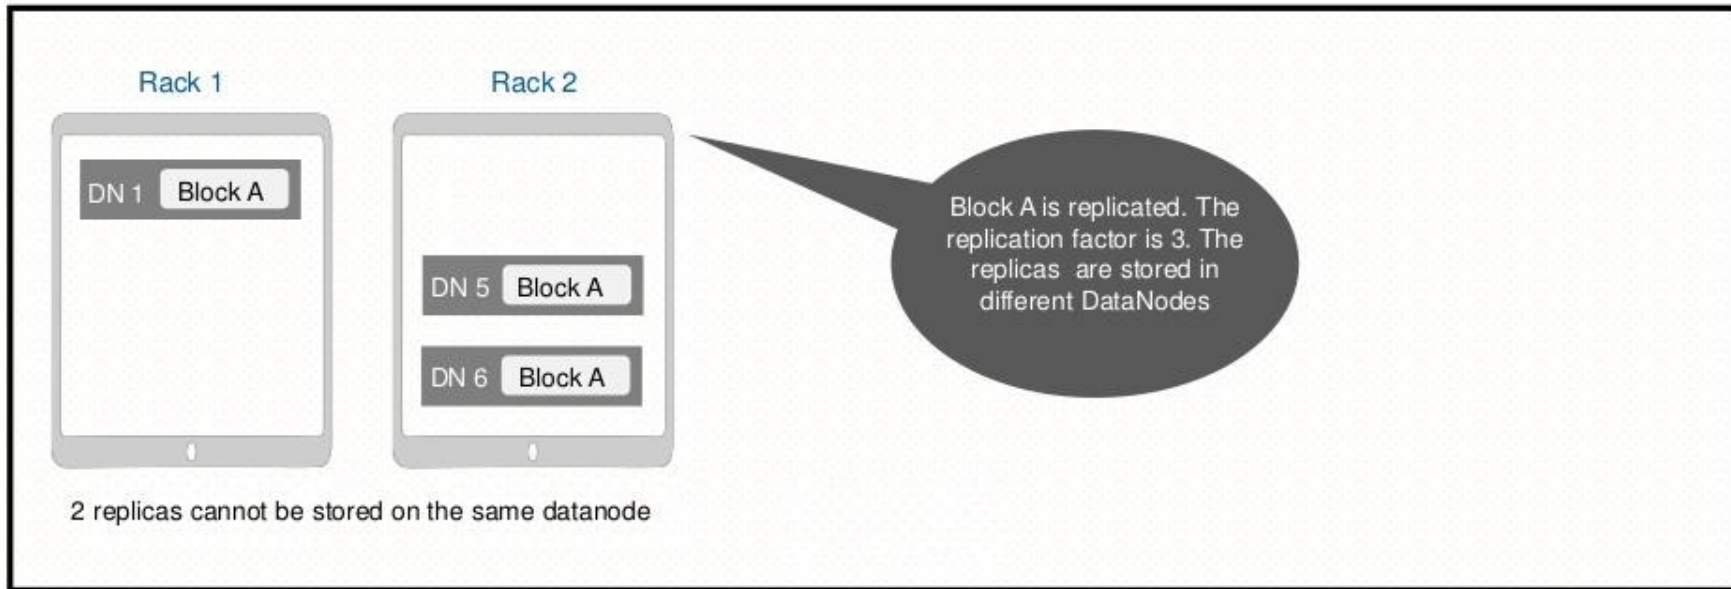 Rack 1
Rack 2
DN 1 Block A
DN 5 Block A
DN 6 Block A
Block A is replicated. The
replication factor is 3. The
replicas are stored in
different DataNodes
2 replicas cannot be stored on the same datanode